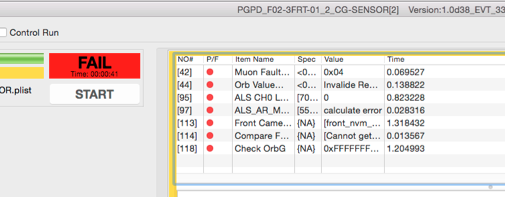 PGPD_F02-3FRT-01_2_CG-SENSOR[2] Version:1.0d38_EVT_33
Control Run
FAIL
Time: 00:00:41
OR.plist
START
NO# P/F Item Name Spec Value Time
[42] Muon Fault... <0... 0x04 0.069527
[44] Orb Value... <0... Invalide Re... 0.138822
[95] ALS CH0 L... [70... 0 0.823228
[97] ALS_AR_M... [55... calculate error 0.028316
[113] Front Came... {NA} [front_nvm_... 1.318432
[114] Compare F... {NA} [Cannot get... 0.013567
[118] Check OrbG {NA} 0xFFFFFFF... 1.204993